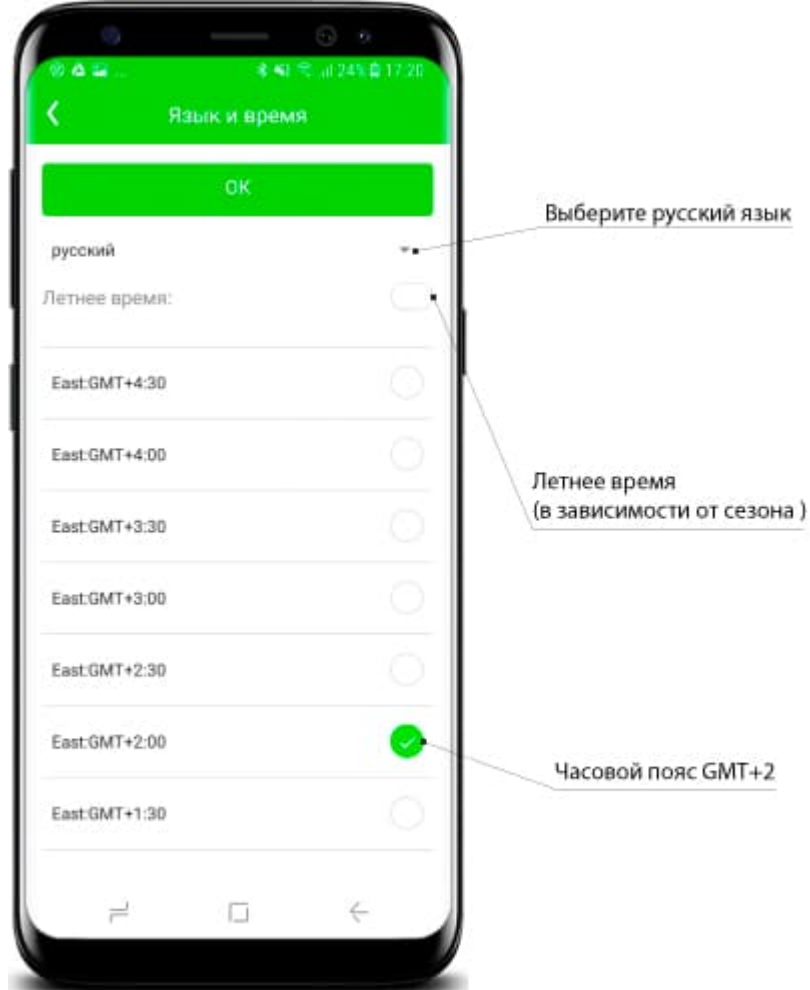 ... 24% 17:20
Язык и время
OK
русский
Выберите русский язык
Летнее время:
East:GMT+4:30
East:GMT+4:00
Летнее время
(в зависимости от сезона )
East:GMT+3:30
East:GMT+3:00
East:GMT+2:30
East:GMT+2:00
Часовой пояс GMT+2
East:GMT+1:30